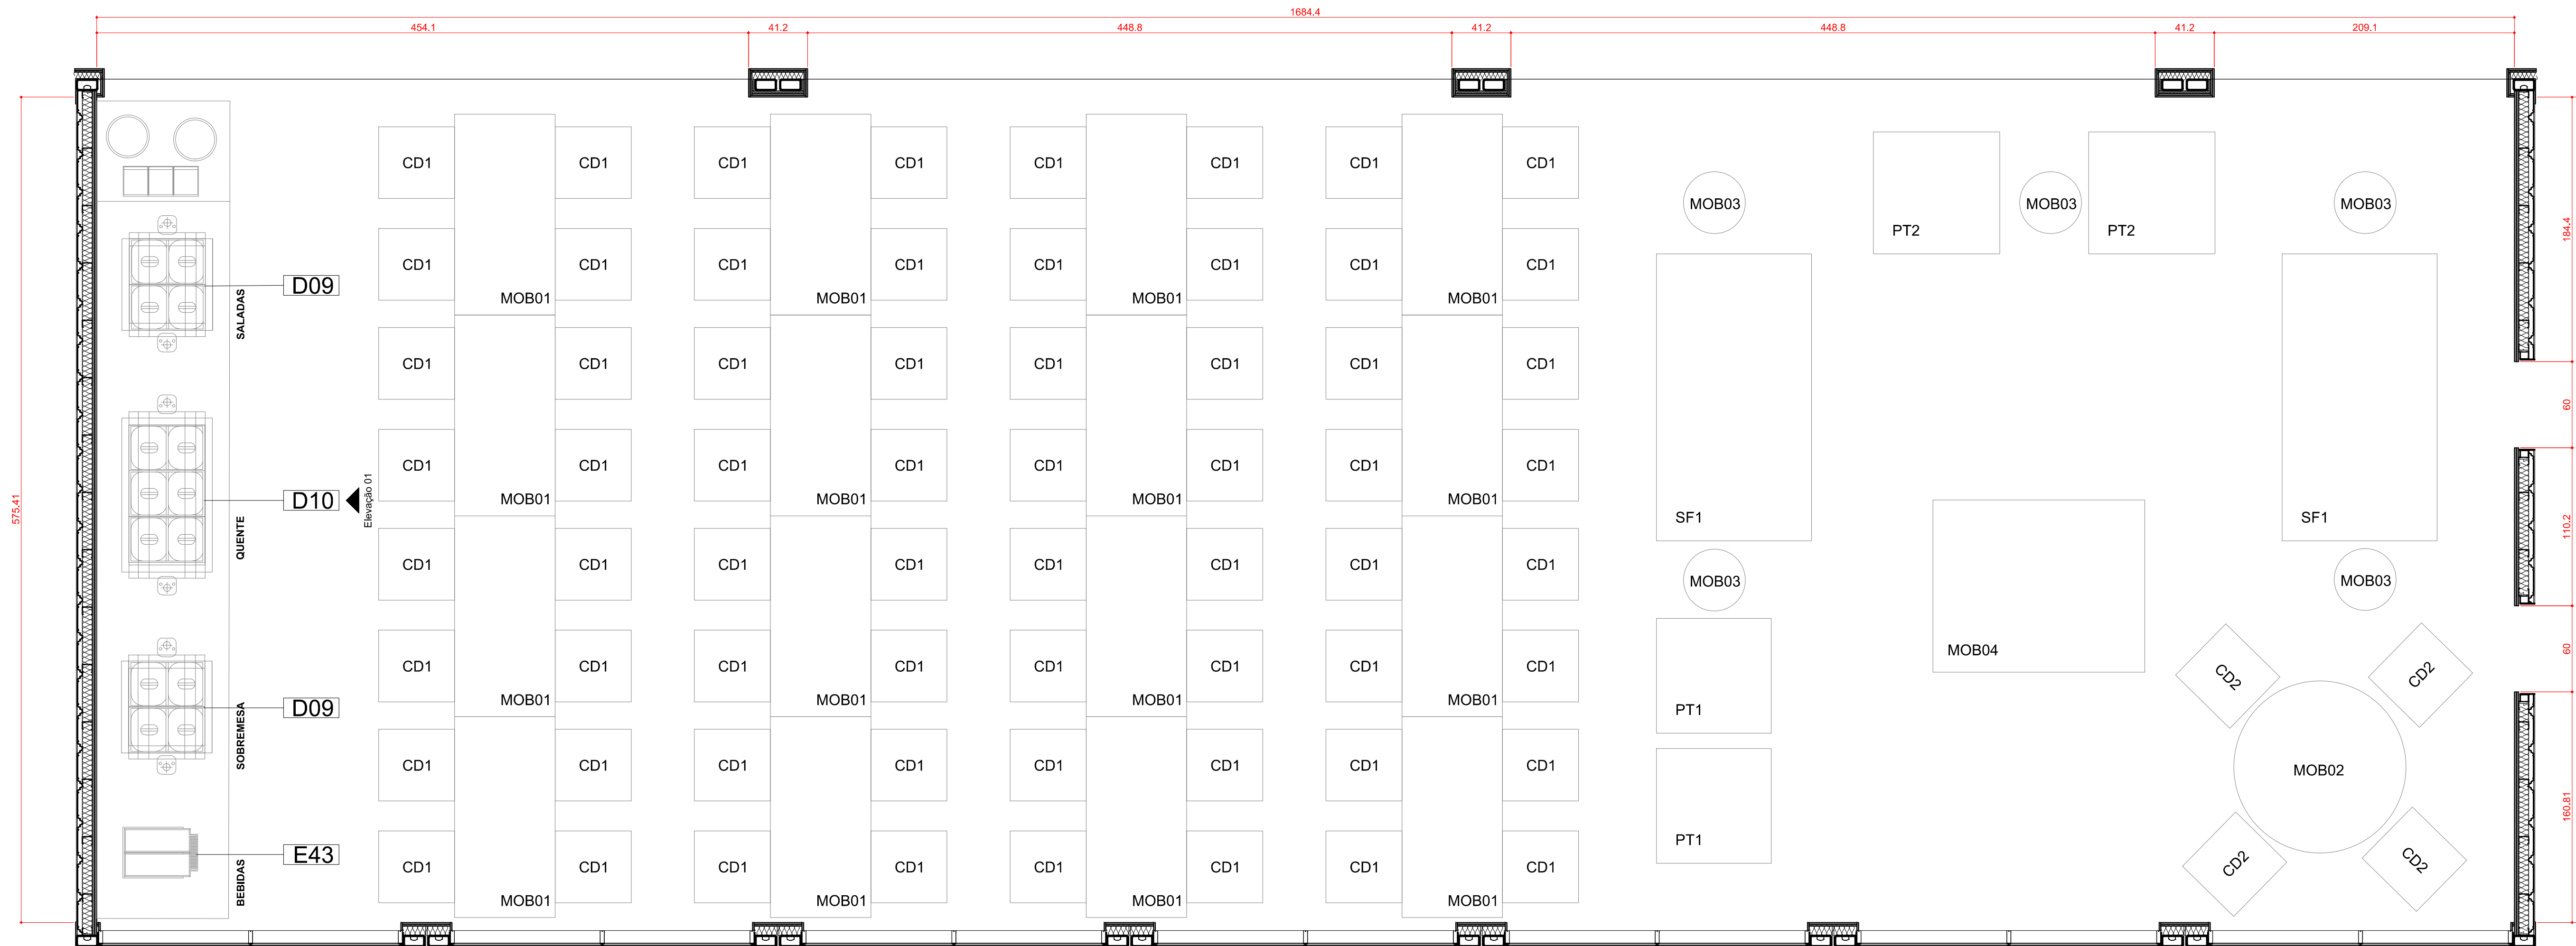 1684.4
454.1 41.2 448.8 41.2 448.8 41.2 209.1
CD1 CD1 CD1 CD1 CD1 CD1 CD1 CD1
MOB03 MOB03 MOB03
184.4
PT2 PT2
CD1 CD1 CD1 CD1 CD1 CD1 CD1 CD1
D09
SALADAS
MOB01 MOB01 MOB01 MOB01
CD1 CD1 CD1 CD1 CD1 CD1 CD1 CD1
60
CD1 CD1 CD1 CD1 CD1 CD1 CD1 CD1
575.41
D10
Elevação 01
MOB01 MOB01 MOB01 MOB01
SF1 SF1
110.2
QUENTE
CD1 CD1 CD1 CD1 CD1 CD1 CD1 CD1
MOB03 MOB03
60
MOB04
CD1 CD1 CD1 CD1 CD1 CD1 CD1 CD1
CD2 CD2
D09
SOBREMESA
MOB01 MOB01 MOB01 MOB01
PT1
CD1 CD1 CD1 CD1 CD1 CD1 CD1 CD1
MOB02
160.81
PT1
E43
BEBIDAS
CD1 CD1 CD1 CD1 CD1 CD1 CD1 CD1
CD2 CD2
MOB01 MOB01 MOB01 MOB01